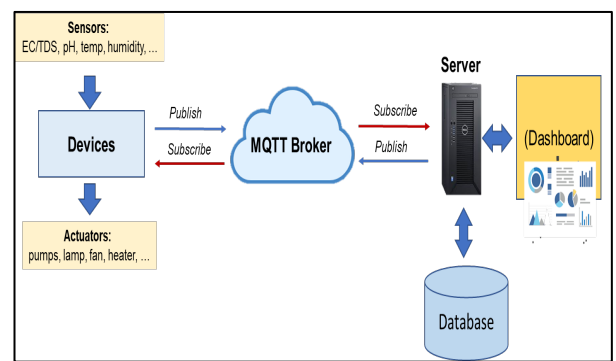 Sensors:
EC/TDS, pH, temp, humidity, ...
Devices
Actuators:
pumps, lamp, fan, heater, ...
Publish
Subscribe
MQTT Broker
Subscribe
Publish
Server
(Dashboard)
Database